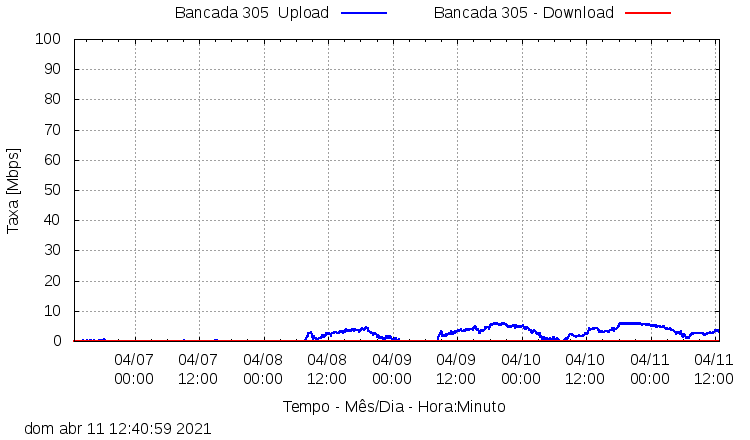 Bancada 305  Upload
Bancada 305 - Download
100
90
80
70
60
50
40
30
20
10
0
Taxa [Mbps]
04/07 04/07 04/08 04/08 04/09 04/09 04/10 04/10 04/11 04/11
00:00 12:00 00:00 12:00 00:00 12:00 00:00 12:00 00:00 12:00
Tempo - Mês/Dia - Hora:Minuto
dom abr 11 12:40:59 2021